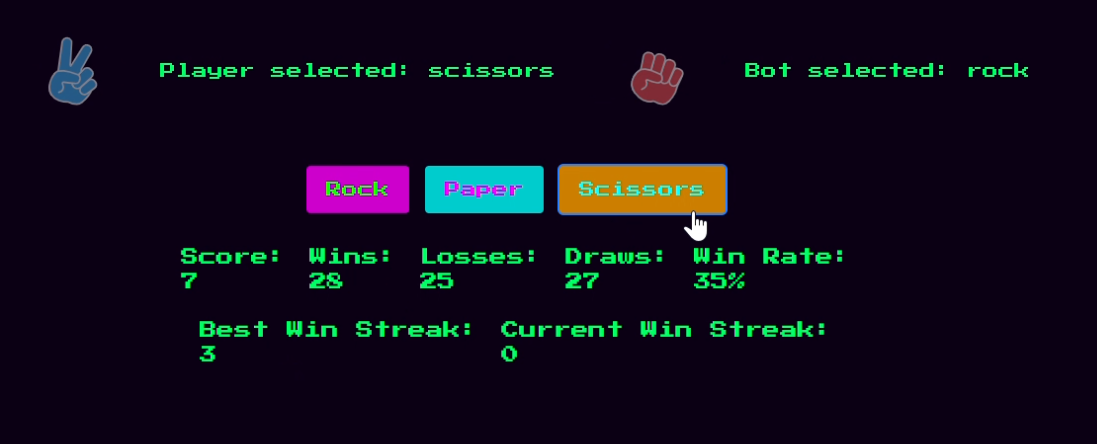 Player selected: scissors
Bot selected: rock
Rock
Paper
Scissors
Score:
7
Wins:
28
Losses:
25
Draws:
27
Win Rate:
35%
Best Win Streak:
3
Current Win Streak:
0